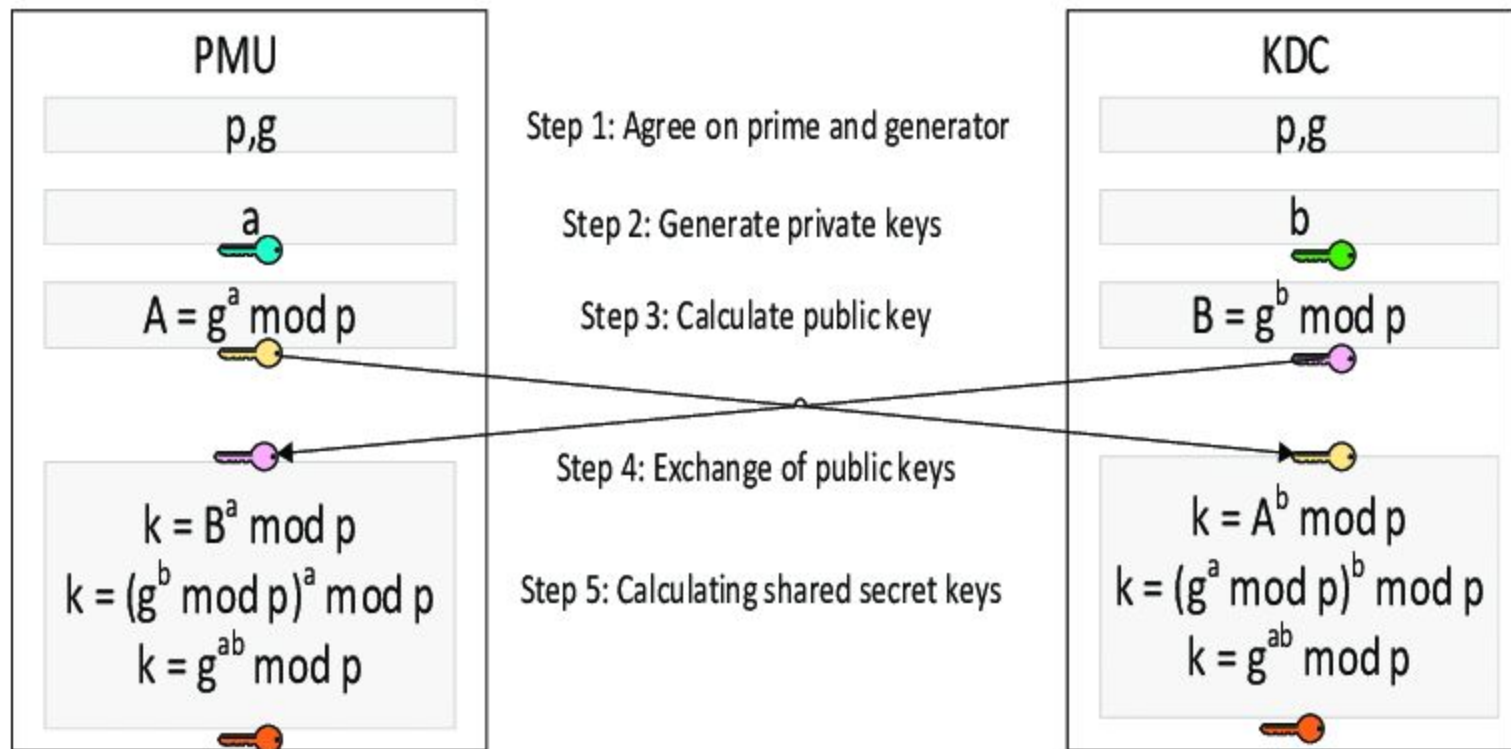 PMU
p,g
a
A = g^a mod p
k = B^a mod p
k = (g^b mod p)^a mod p
k = g^ab mod p
Step 1: Agree on prime and generator
Step 2: Generate private keys
Step 3: Calculate public key
Step 4: Exchange of public keys
Step 5: Calculating shared secret keys
KDC
p,g
b
B = g^b mod p
k = A^b mod p
k = (g^a mod p)^b mod p
k = g^ab mod p